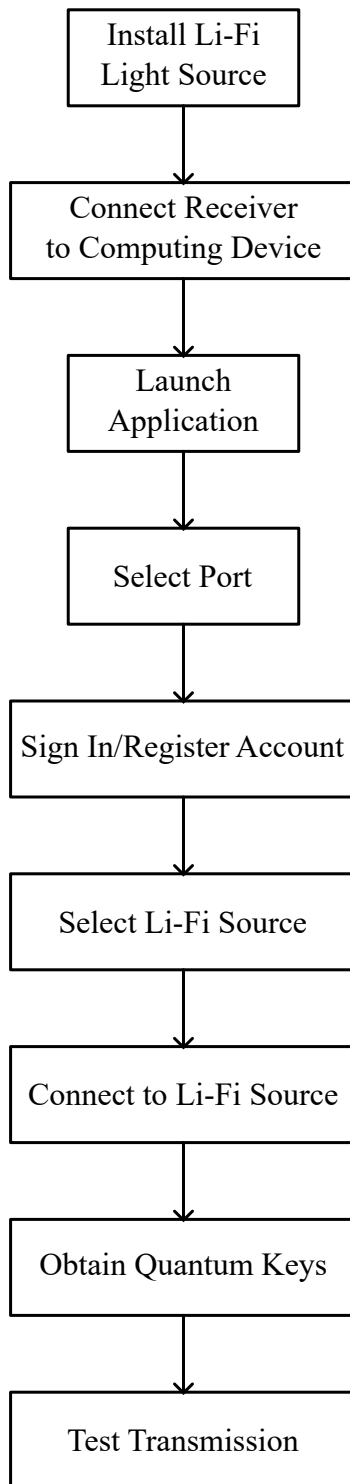 Install Li-Fi
Light Source
Connect Receiver
to Computing Device
Launch
Application
Select Port
Sign In/Register Account
Select Li-Fi Source
Connect to Li-Fi Source
Obtain Quantum Keys
Test Transmission